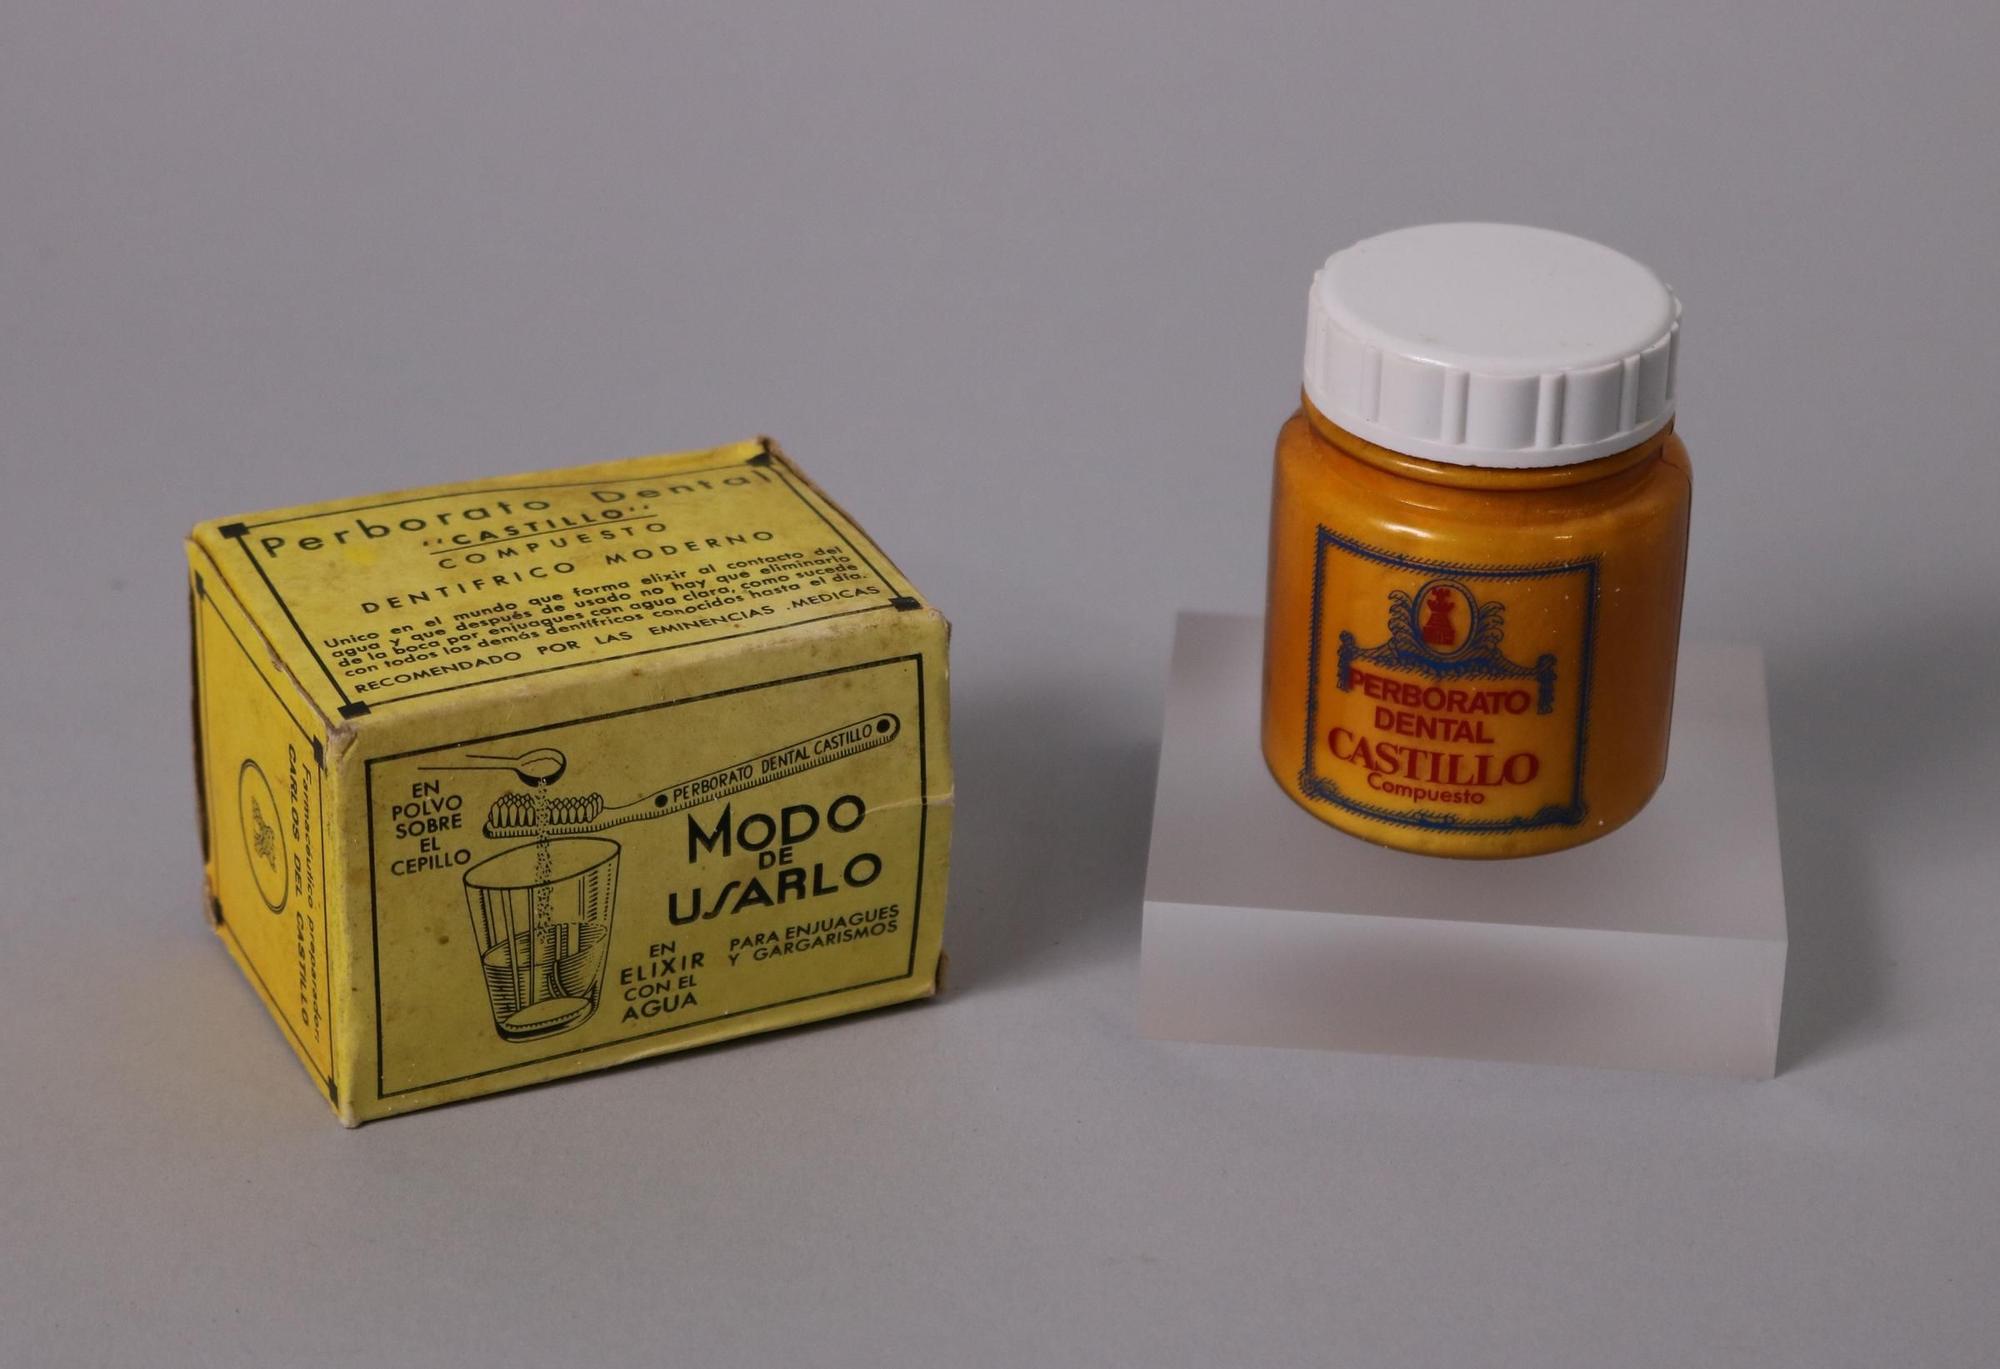 Perborato Dental
"CASTILLO"
COMPUESTO
DENTIFRICO MODERNO
Unico en el mundo que forma elixir al contacto del
agua y que después de usado no hay que eliminarlo
de la boca por enjuagues con agua clara, como sucede
con todos los demás dentífricos conocidos hasta el día.
RECOMENDADO POR LAS EMINENCIAS MEDICAS
Farmacéutico preparador:
CARLOS DEL CASTILLO
EN
POLVO
SOBRE
EL
CEPILLO
PERBORATO DENTAL CASTILLO
MODO
DE
USARLO
EN
ELIXIR
CON EL
AGUA
PARA ENJUAGUES
Y GARGARISMOS
PERBORATO
DENTAL
CASTILLO
Compuesto